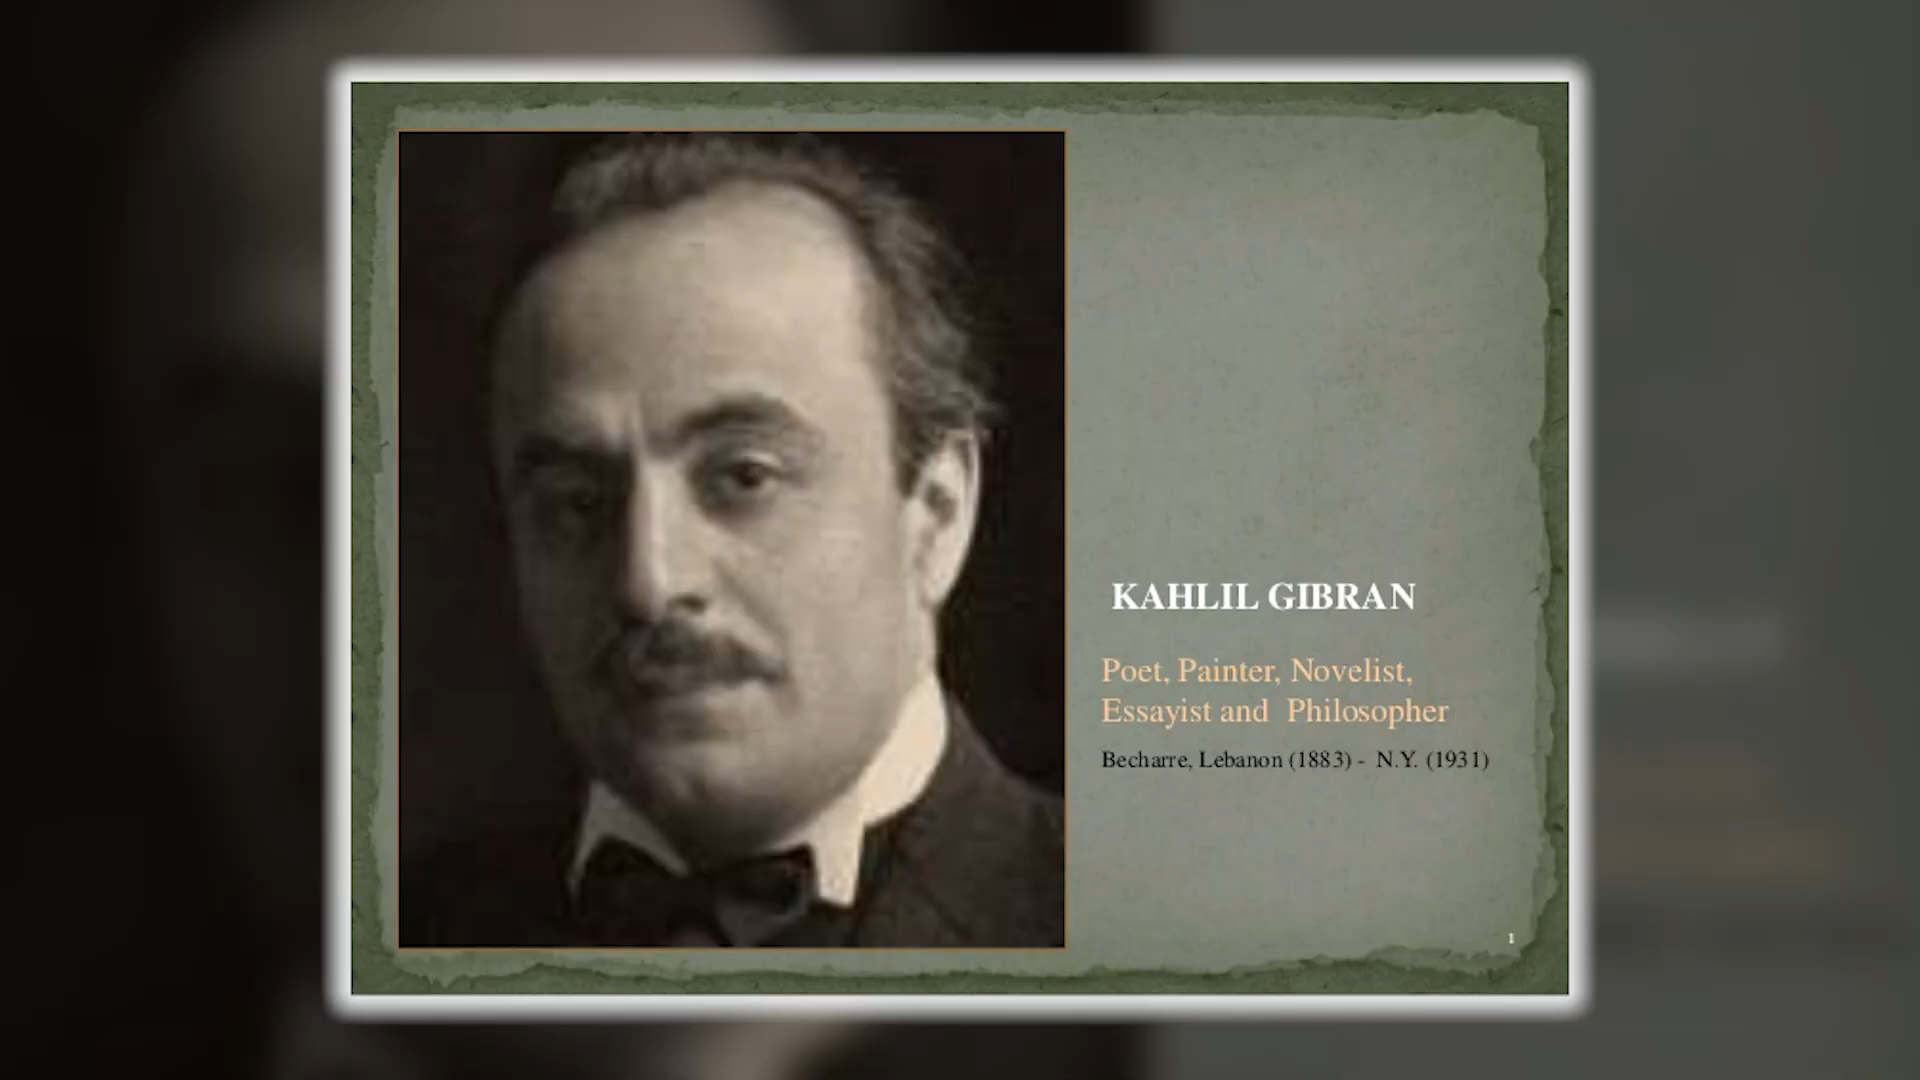 KAHLIL GIBRAN
Poet, Painter, Novelist,
Essayist and Philosopher
Becharre, Lebanon (1883) - N.Y. (1931)
1